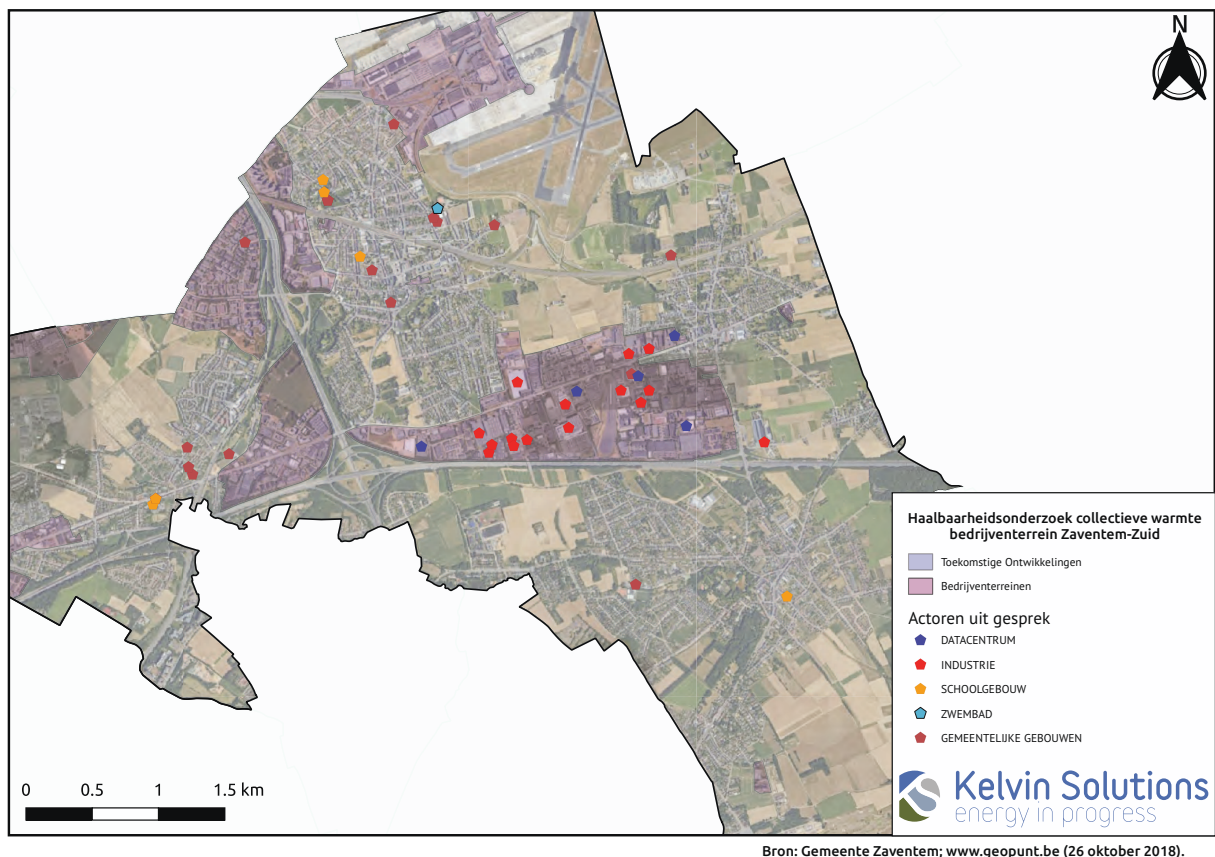 N
0 0.5 1 1.5 km
Haalbaarheidsonderzoek collectieve warmte
bedrijventerrein Zaventem-Zuid
Toekomstige Ontwikkelingen
Bedrijventerreinen
Actoren uit gesprek
DATACENTRUM
INDUSTRIE
SCHOOLGEBOUW
ZWEMBAD
GEMEENTELIJKE GEBOUWEN
Kelvin Solutions
energy in progress
Bron: Gemeente Zaventem; www.geopunt.be (26 oktober 2018).